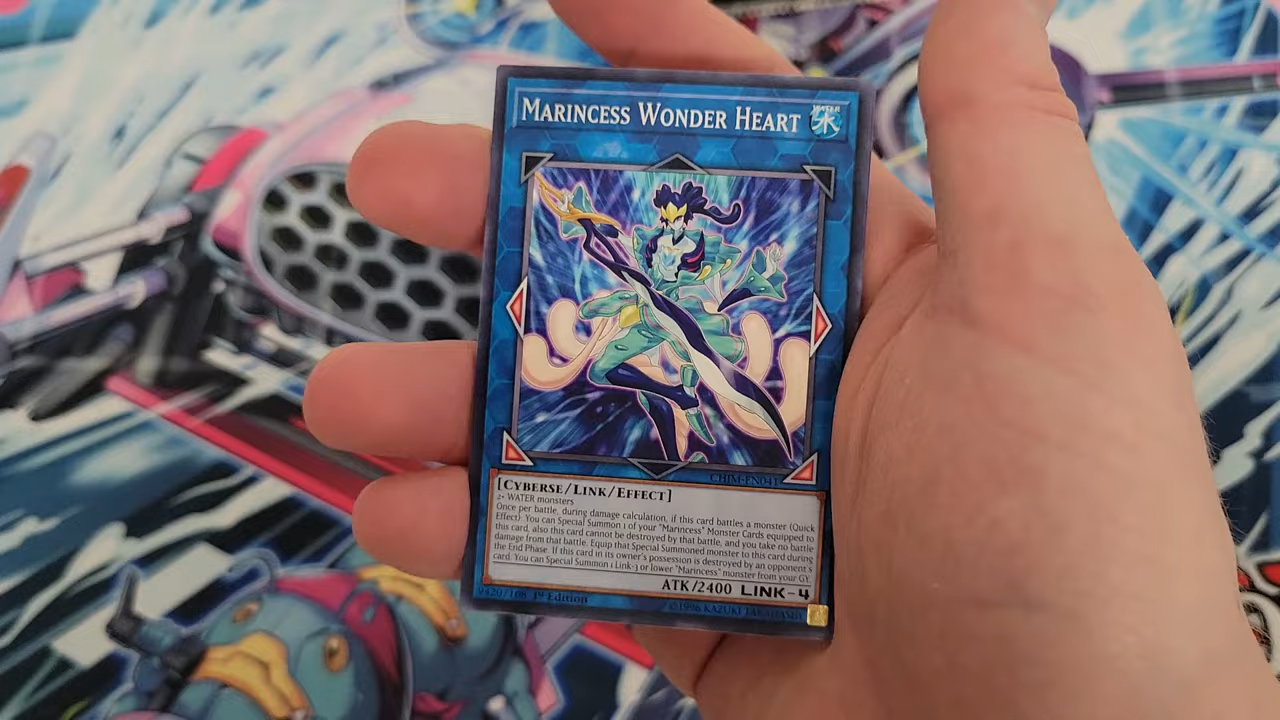 MARINCESS WONDER HEART
WATER
水
CHIM-EN041
[CYBERSE/LINK/EFFECT]
2+ WATER monsters
Once per battle, during damage calculation, if this card battles a monster (Quick
Effect): You can Special Summon 1 of your "Marincess" Monster Cards equipped to
this card, also this card cannot be destroyed by that battle, and you take no battle
damage from that battle. Equip that Special Summoned monster to this card during
the End Phase. If this card in its owner's possession is destroyed by an opponent's
card: You can Special Summon 1 Link-3 or lower "Marincess" monster from your GY.
ATK/2400 LINK-4
1st Edition
©1996 KAZUKI TAKAHASHI